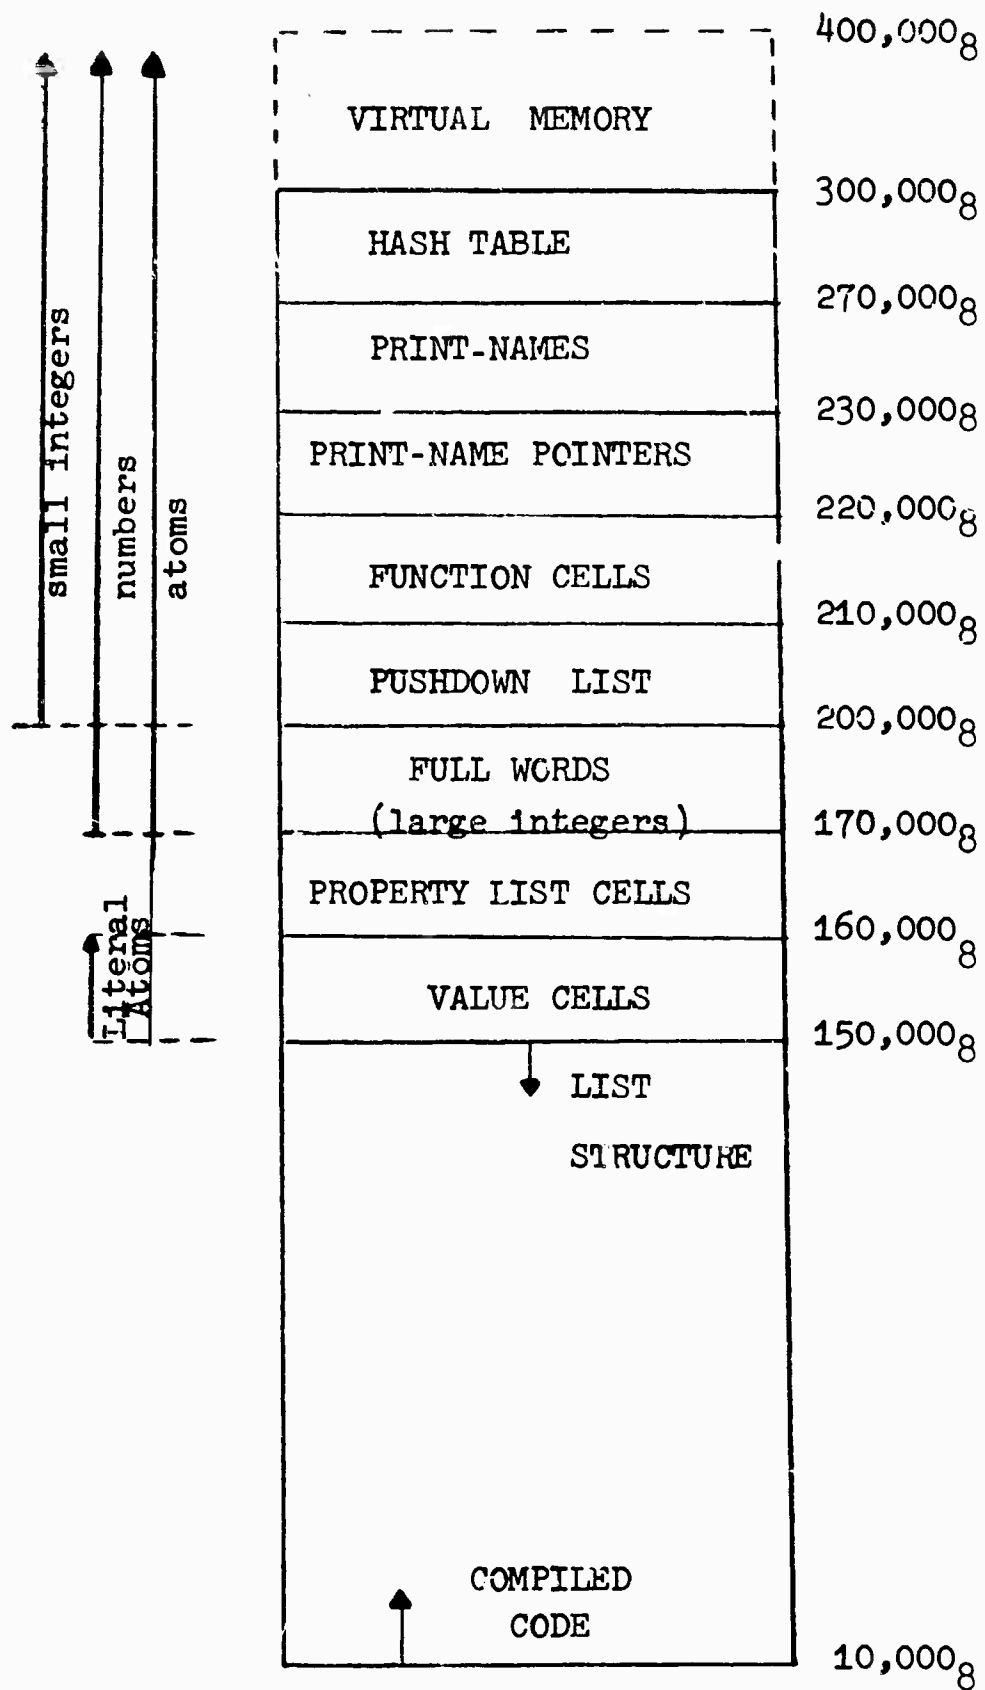 400,000₈
VIRTUAL MEMORY
300,000₈
HASH TABLE
270,000₈
PRINT-NAMES
230,000₈
PRINT-NAME POINTERS
220,000₈
FUNCTION CELLS
210,000₈
PUSHDOWN LIST
200,000₈
FULL WORDS
(large integers)
170,000₈
PROPERTY LIST CELLS
160,000₈
VALUE CELLS
150,000₈
LIST
STRUCTURE
COMPILED
CODE
10,000₈
small integers
numbers
atoms
Literal
Atoms